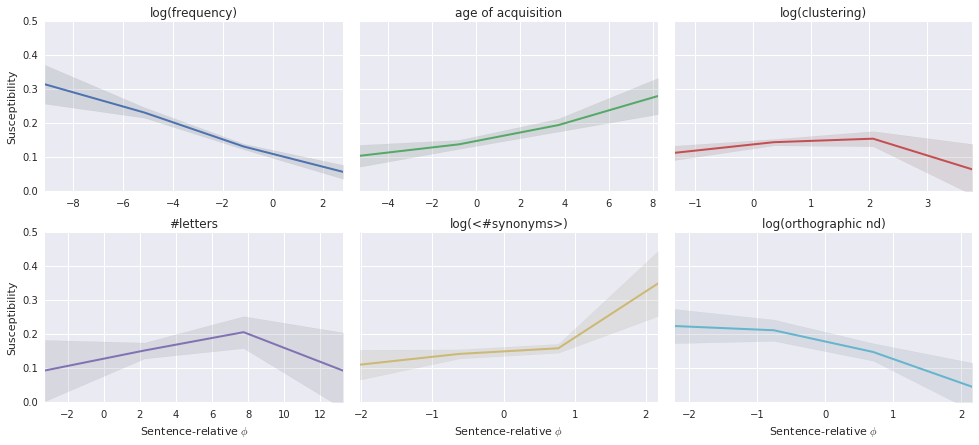 log(frequency)
age of acquisition
log(clustering)
0.5
0.4
0.3
0.2
0.1
0.0
Susceptibility
−8 −6 −4 −2 0 2
−4 −2 0 2 4 6 8
−1 0 1 2 3
#letters
log(<#synonyms>)
log(orthographic nd)
0.5
0.4
0.3
0.2
0.1
0.0
Susceptibility
−2 0 2 4 6 8 10 12
−2 −1 0 1 2
−2 −1 0 1 2
Sentence-relative ϕ
Sentence-relative ϕ
Sentence-relative ϕ